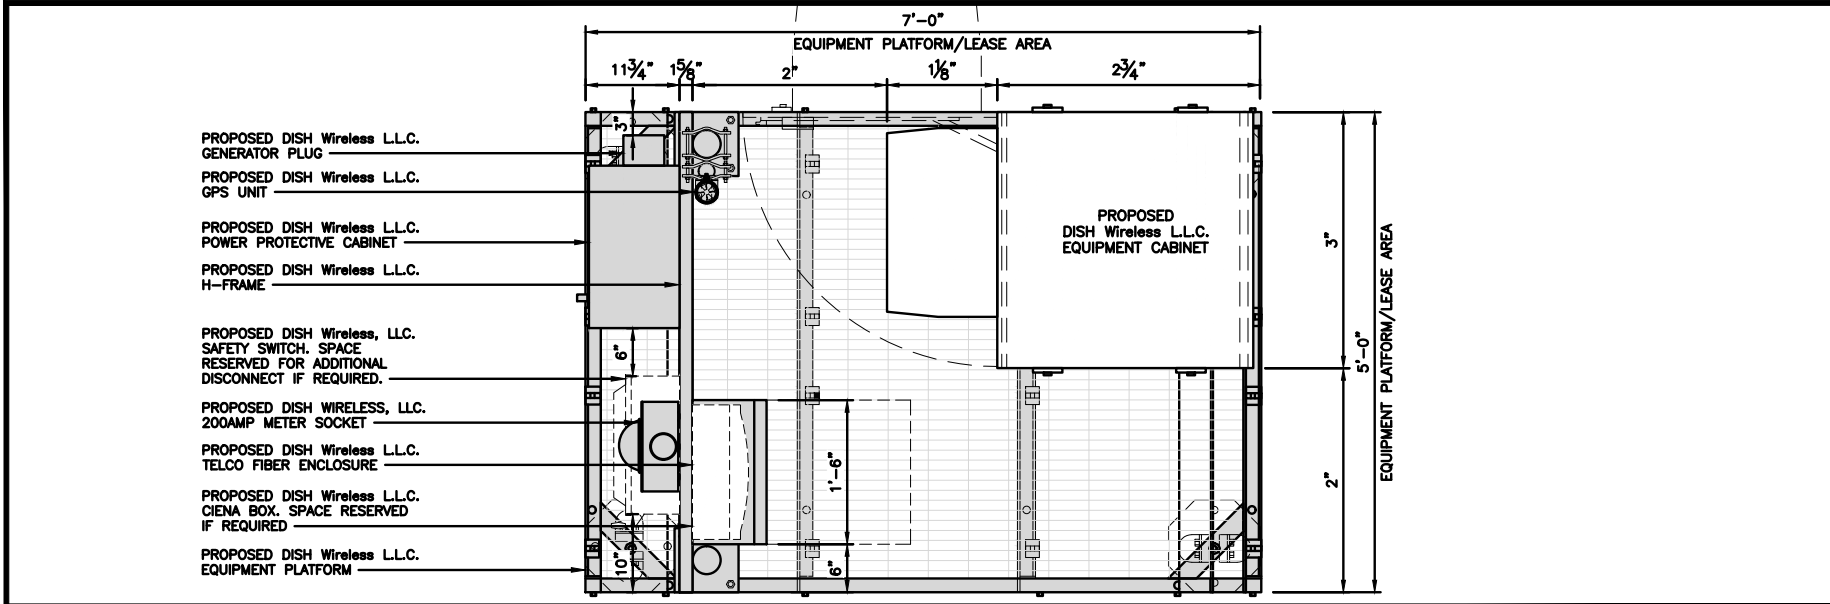 7'-0"
EQUIPMENT PLATFORM/LEASE AREA
11¾" 1⅝" 2" 1⅛" 2¾"
3"
PROPOSED DISH Wireless L.L.C.
GENERATOR PLUG
PROPOSED DISH Wireless L.L.C.
GPS UNIT
PROPOSED DISH Wireless L.L.C.
POWER PROTECTIVE CABINET
PROPOSED DISH Wireless L.L.C.
H-FRAME
PROPOSED DISH Wireless, LLC.
SAFETY SWITCH. SPACE
RESERVED FOR ADDITIONAL
DISCONNECT IF REQUIRED.
PROPOSED DISH WIRELESS, LLC.
200AMP METER SOCKET
PROPOSED DISH Wireless L.L.C.
TELCO FIBER ENCLOSURE
PROPOSED DISH Wireless L.L.C.
CIENA BOX. SPACE RESERVED
IF REQUIRED
PROPOSED DISH Wireless L.L.C.
EQUIPMENT PLATFORM
6"
10"
1'-6"
6"
PROPOSED
DISH Wireless L.L.C.
EQUIPMENT CABINET
3"
2"
5'-0"
EQUIPMENT PLATFORM/LEASE AREA